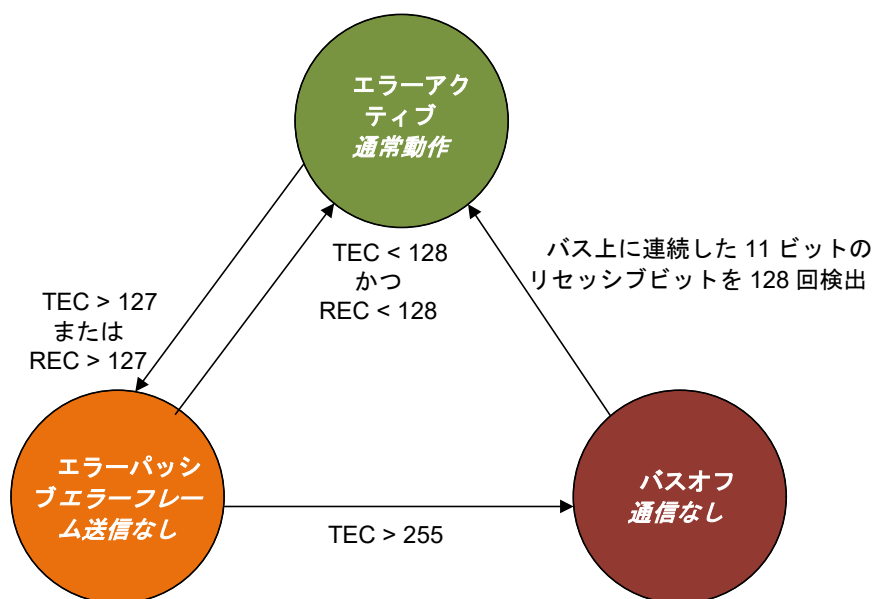 エラーアク
ティブ
通常動作
TEC < 128
かつ
REC < 128
バス上に連続した 11 ビットの
リセッシブビットを 128 回検出
TEC > 127
または
REC > 127
エラーパッシ
ブエラーフレー
ム送信なし
バスオフ
通信なし
TEC > 255